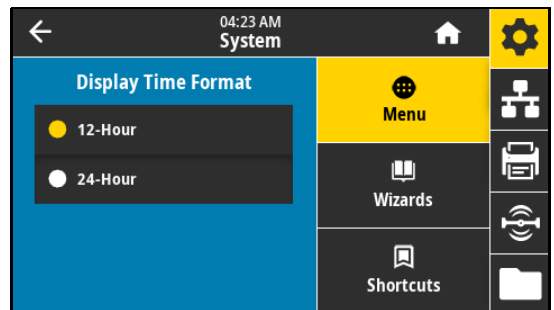 04:23 AM
System
Display Time Format
12-Hour
24-Hour
Menu
Wizards
Shortcuts